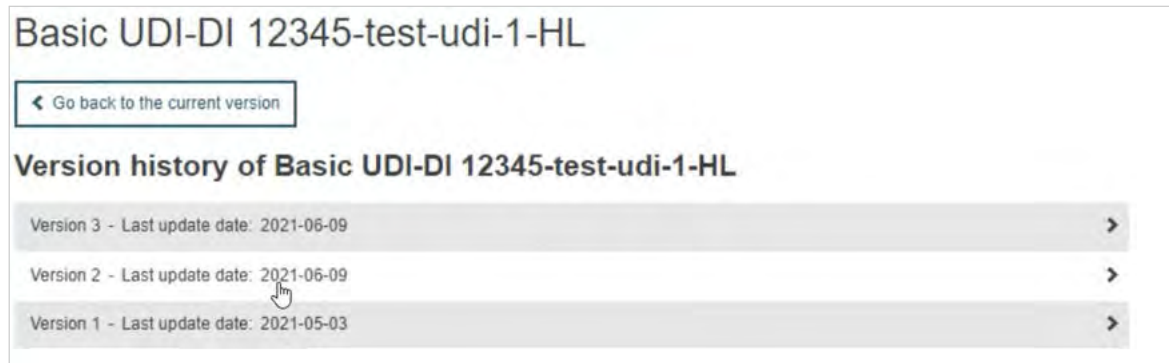 Basic UDI-DI 12345-test-udi-1-HL
Go back to the current version
Version history of Basic UDI-DI 12345-test-udi-1-HL
Version 3 - Last update date: 2021-06-09
Version 2 - Last update date: 2021-06-09
Version 1 - Last update date: 2021-05-03